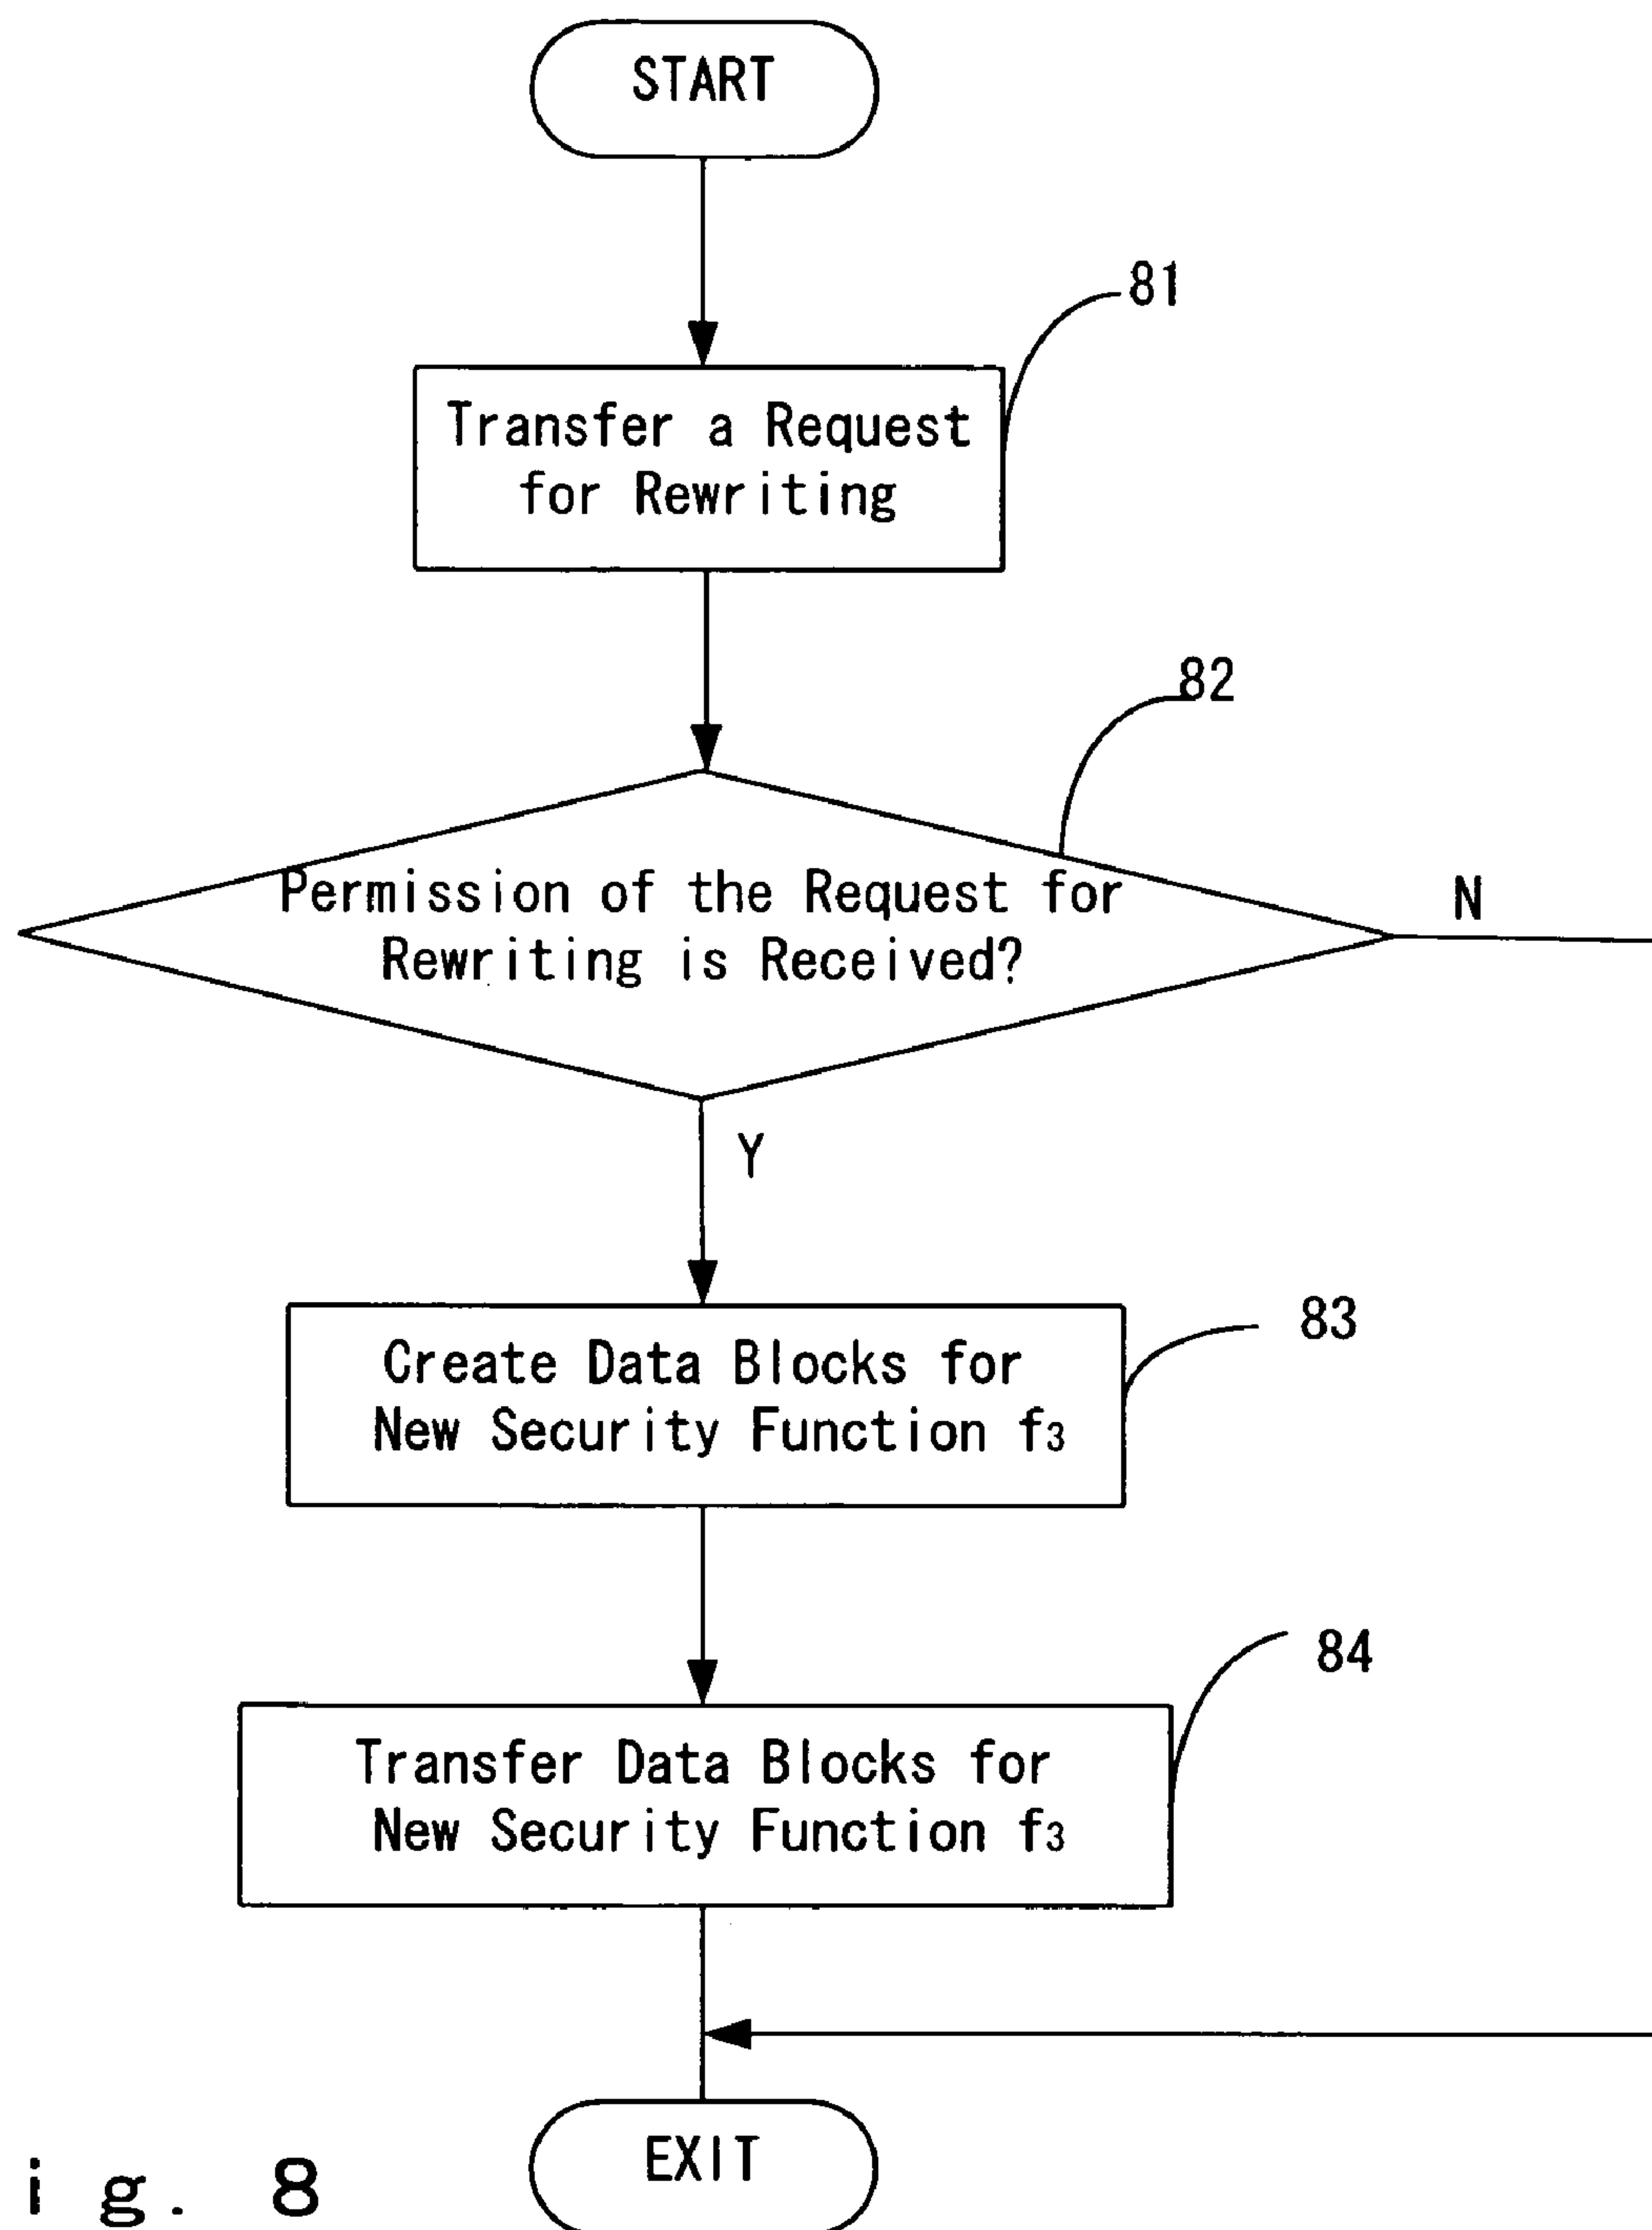 START
81
Transfer a Request
for Rewriting
82
Permission of the Request for
Rewriting is Received?
N
Y
83
Create Data Blocks for
New Security Function f₃
84
Transfer Data Blocks for
New Security Function f₃
EXIT
ig. 8